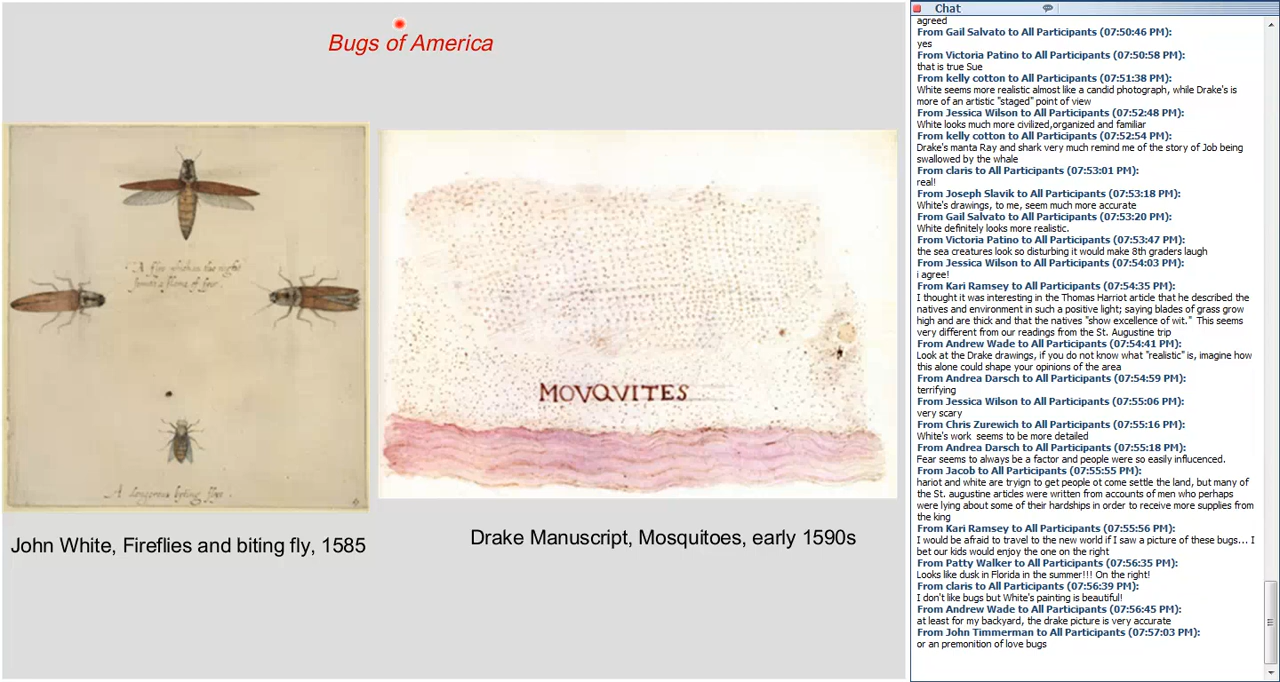 Bugs of America
A flye which in the night
semeth a flame of fyer.
A dangerous byting flye.
MOVQVITES
John White, Fireflies and biting fly, 1585
Drake Manuscript, Mosquitoes, early 1590s
Chat
agreed
From Gail Salvato to All Participants (07:50:46 PM):
yes
From Victoria Patino to All Participants (07:50:58 PM):
that is true Sue
From kelly cotton to All Participants (07:51:38 PM):
White seems more realistic almost like a candid photograph, while Drake's is
more of an artistic "staged" point of view
From Jessica Wilson to All Participants (07:52:48 PM):
White looks much more civilized,organized and familiar
From kelly cotton to All Participants (07:52:54 PM):
Drake's manta Ray and shark very much remind me of the story of Job being
swallowed by the whale
From claris to All Participants (07:53:01 PM):
real!
From Joseph Slavik to All Participants (07:53:18 PM):
White's drawings, to me, seem much more accurate
From Gail Salvato to All Participants (07:53:20 PM):
White definitely looks more realistic.
From Victoria Patino to All Participants (07:53:47 PM):
the sea creatures look so disturbing it would make 8th graders laugh
From Jessica Wilson to All Participants (07:54:03 PM):
i agree!
From Kari Ramsey to All Participants (07:54:35 PM):
I thought it was interesting in the Thomas Harriot article that he described the
natives and environment in such a positive light; saying blades of grass grow
high and are thick and that the natives "show excellence of wit."  This seems
very different from our readings from the St. Augustine trip
From Andrew Wade to All Participants (07:54:41 PM):
Look at the Drake drawings, if you do not know what "realistic" is, imagine how
this alone could shape your opinions of the area
From Andrea Darsch to All Participants (07:54:59 PM):
terrifying
From Jessica Wilson to All Participants (07:55:06 PM):
very scary
From Chris Zurewich to All Participants (07:55:16 PM):
White's work  seems to be more detailed
From Andrea Darsch to All Participants (07:55:18 PM):
Fear seems to always be a factor and people were so easily influcenced.
From Jacob to All Participants (07:55:55 PM):
hariot and white are tryign to get people ot come settle the land, but many of
the St. augustine articles were written from accounts of men who perhaps
were lying about some of their hardships in order to receive more supplies from
the king
From Kari Ramsey to All Participants (07:55:56 PM):
I would be afraid to travel to the new world if I saw a picture of these bugs... I
bet our kids would enjoy the one on the right
From Patty Walker to All Participants (07:56:35 PM):
Looks like dusk in Florida in the summer!!! On the right!
From claris to All Participants (07:56:39 PM):
I don't like bugs but White's painting is beautiful!
From Andrew Wade to All Participants (07:56:45 PM):
at least for my backyard, the drake picture is very accurate
From John Timmerman to All Participants (07:57:03 PM):
or an premonition of love bugs